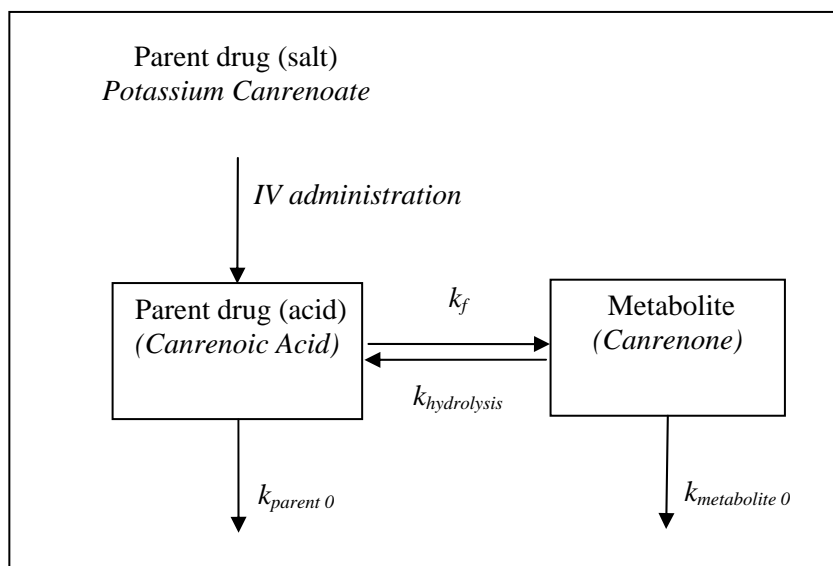 Parent drug (salt)
Potassium Canrenoate
IV administration
Parent drug (acid)
(Canrenoic Acid)
k_f
k_hydrolysis
Metabolite
(Canrenone)
k_parent 0
k_metabolite 0